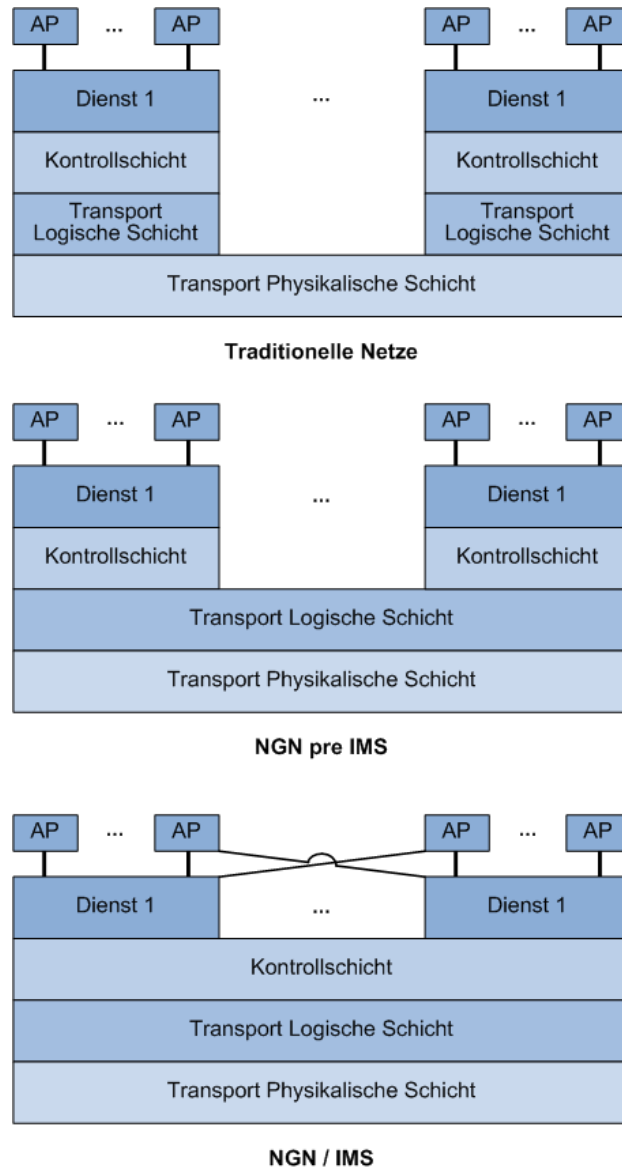 AP ... AP AP ... AP
Dienst 1 ... Dienst 1
Kontrollschicht Kontrollschicht
Transport Transport
Logische Schicht Logische Schicht
Transport Physikalische Schicht
Traditionelle Netze
AP ... AP AP ... AP
Dienst 1 ... Dienst 1
Kontrollschicht Kontrollschicht
Transport Logische Schicht
Transport Physikalische Schicht
NGN pre IMS
AP ... AP AP ... AP
Dienst 1 ... Dienst 1
Kontrollschicht
Transport Logische Schicht
Transport Physikalische Schicht
NGN / IMS